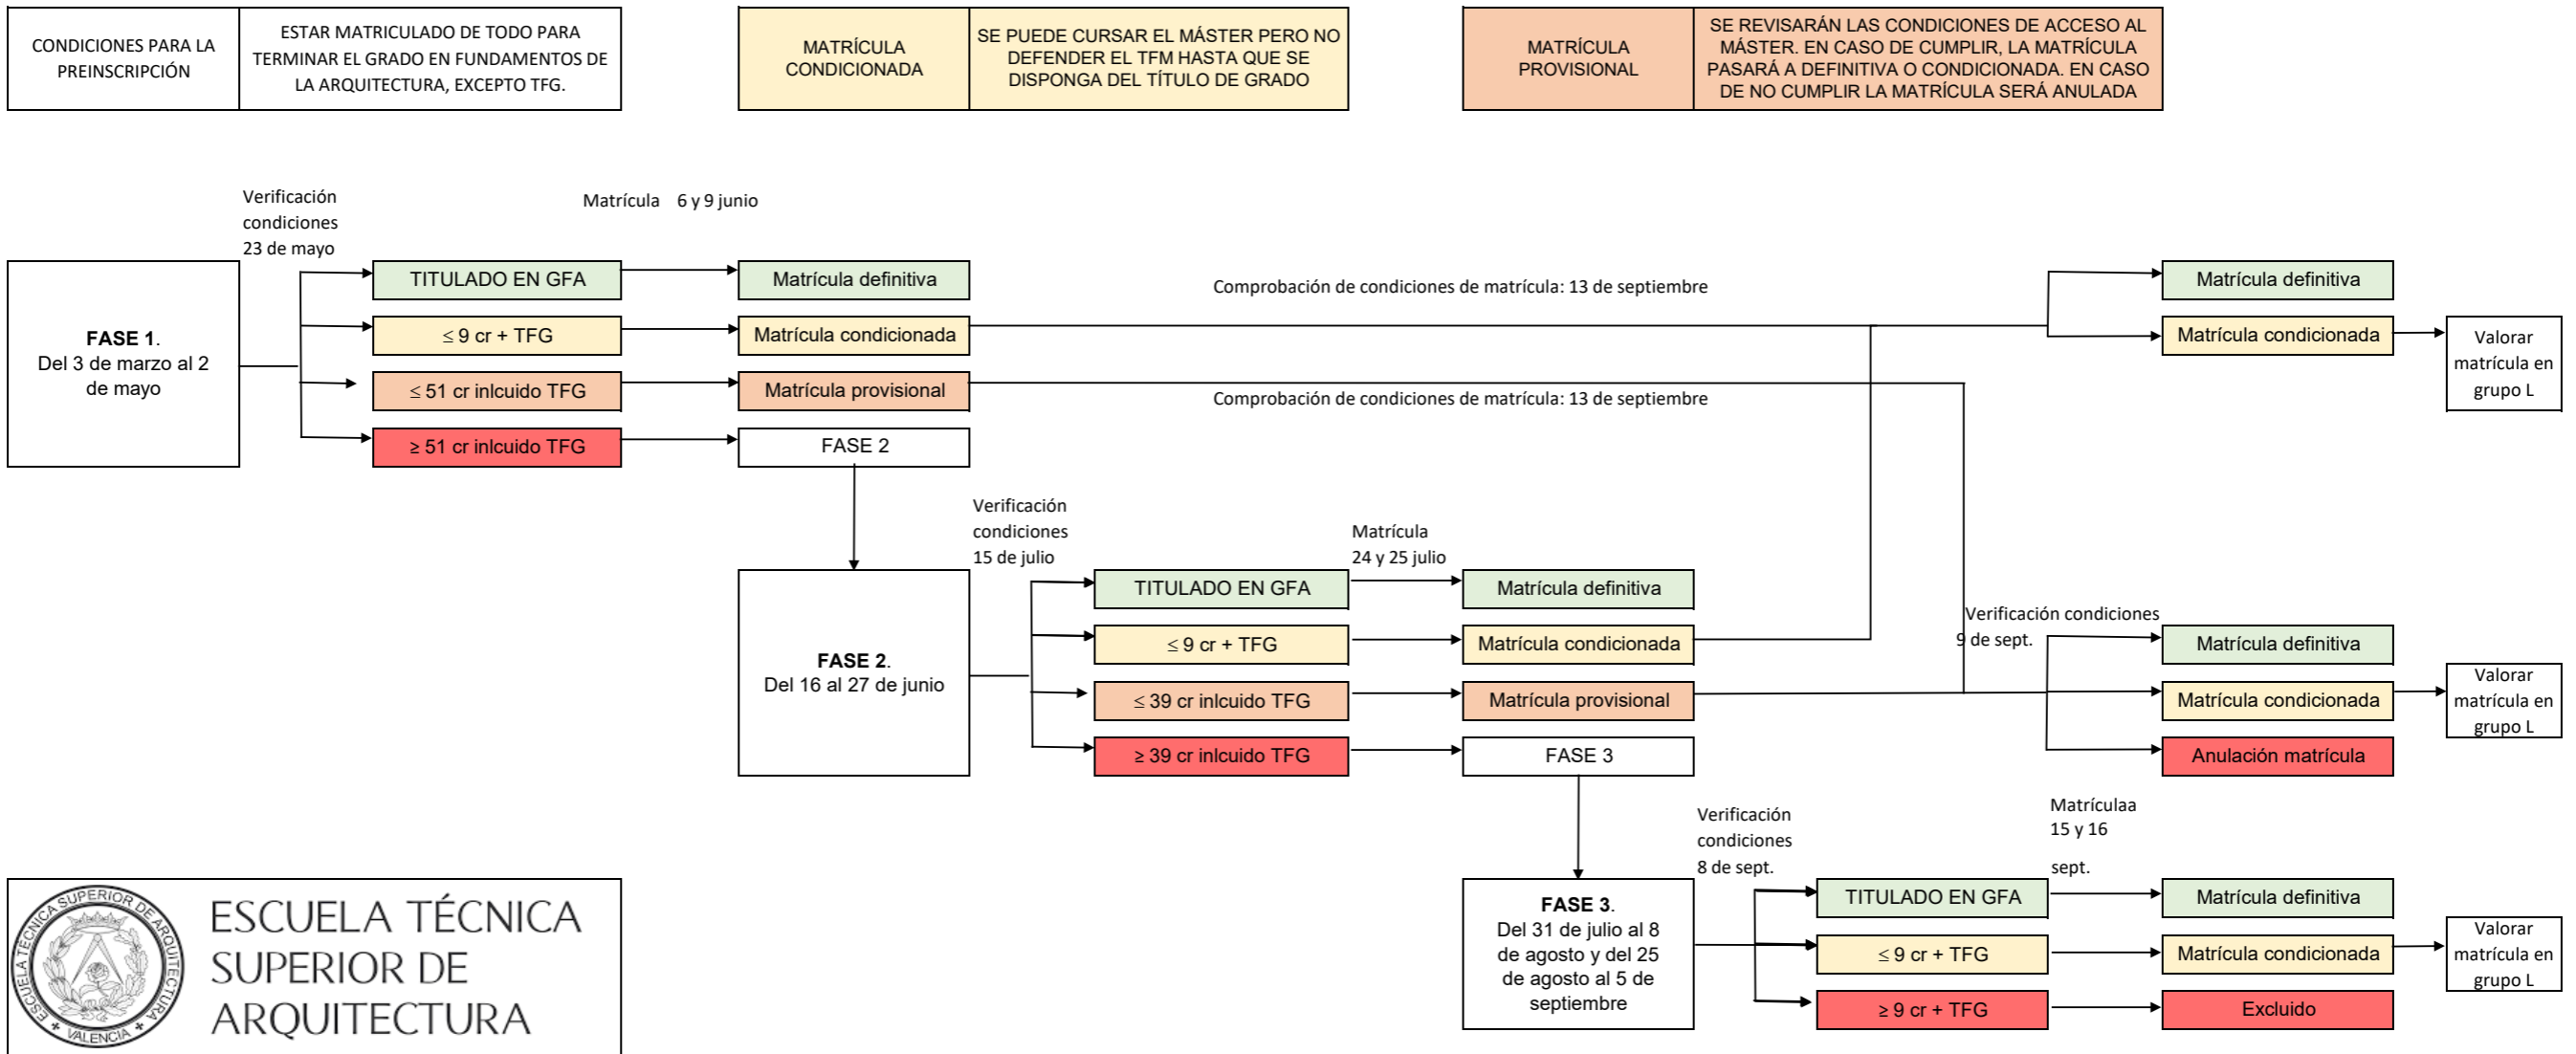 CONDICIONES PARA LA
PREINSCRIPCIÓN
ESTAR MATRICULADO DE TODO PARA
TERMINAR EL GRADO EN FUNDAMENTOS DE
LA ARQUITECTURA, EXCEPTO TFG.
MATRÍCULA
CONDICIONADA
SE PUEDE CURSAR EL MÁSTER PERO NO
DEFENDER EL TFM HASTA QUE SE
DISPONGA DEL TÍTULO DE GRADO
MATRÍCULA
PROVISIONAL
SE REVISARÁN LAS CONDICIONES DE ACCESO AL
MÁSTER. EN CASO DE CUMPLIR, LA MATRÍCULA
PASARÁ A DEFINITIVA O CONDICIONADA. EN CASO
DE NO CUMPLIR LA MATRÍCULA SERÁ ANULADA
Verificación
condiciones
23 de mayo
Matrícula 6 y 9 junio
FASE 1.
Del 3 de marzo al 2
de mayo
TITULADO EN GFA
≤ 9 cr + TFG
≤ 51 cr inlcuido TFG
≥ 51 cr inlcuido TFG
Matrícula definitiva
Matrícula condicionada
Matrícula provisional
FASE 2
Comprobación de condiciones de matrícula: 13 de septiembre
Comprobación de condiciones de matrícula: 13 de septiembre
Matrícula definitiva
Matrícula condicionada
Valorar
matrícula en
grupo L
Verificación
condiciones
15 de julio
Matrícula
24 y 25 julio
FASE 2.
Del 16 al 27 de junio
TITULADO EN GFA
≤ 9 cr + TFG
≤ 39 cr inlcuido TFG
≥ 39 cr inlcuido TFG
Matrícula definitiva
Matrícula condicionada
Matrícula provisional
FASE 3
Verificación condiciones
9 de sept.
Matrícula definitiva
Matrícula condicionada
Anulación matrícula
Valorar
matrícula en
grupo L
Verificación
condiciones
8 de sept.
Matrículaa
15 y 16
sept.
FASE 3.
Del 31 de julio al 8
de agosto y del 25
de agosto al 5 de
septiembre
TITULADO EN GFA
≤ 9 cr + TFG
≥ 9 cr + TFG
Matrícula definitiva
Matrícula condicionada
Excluido
Valorar
matrícula en
grupo L
ESCUELA TÉCNICA SUPERIOR DE ARQUITECTURA
VALENCIA
ESCUELA TÉCNICA
SUPERIOR DE
ARQUITECTURA